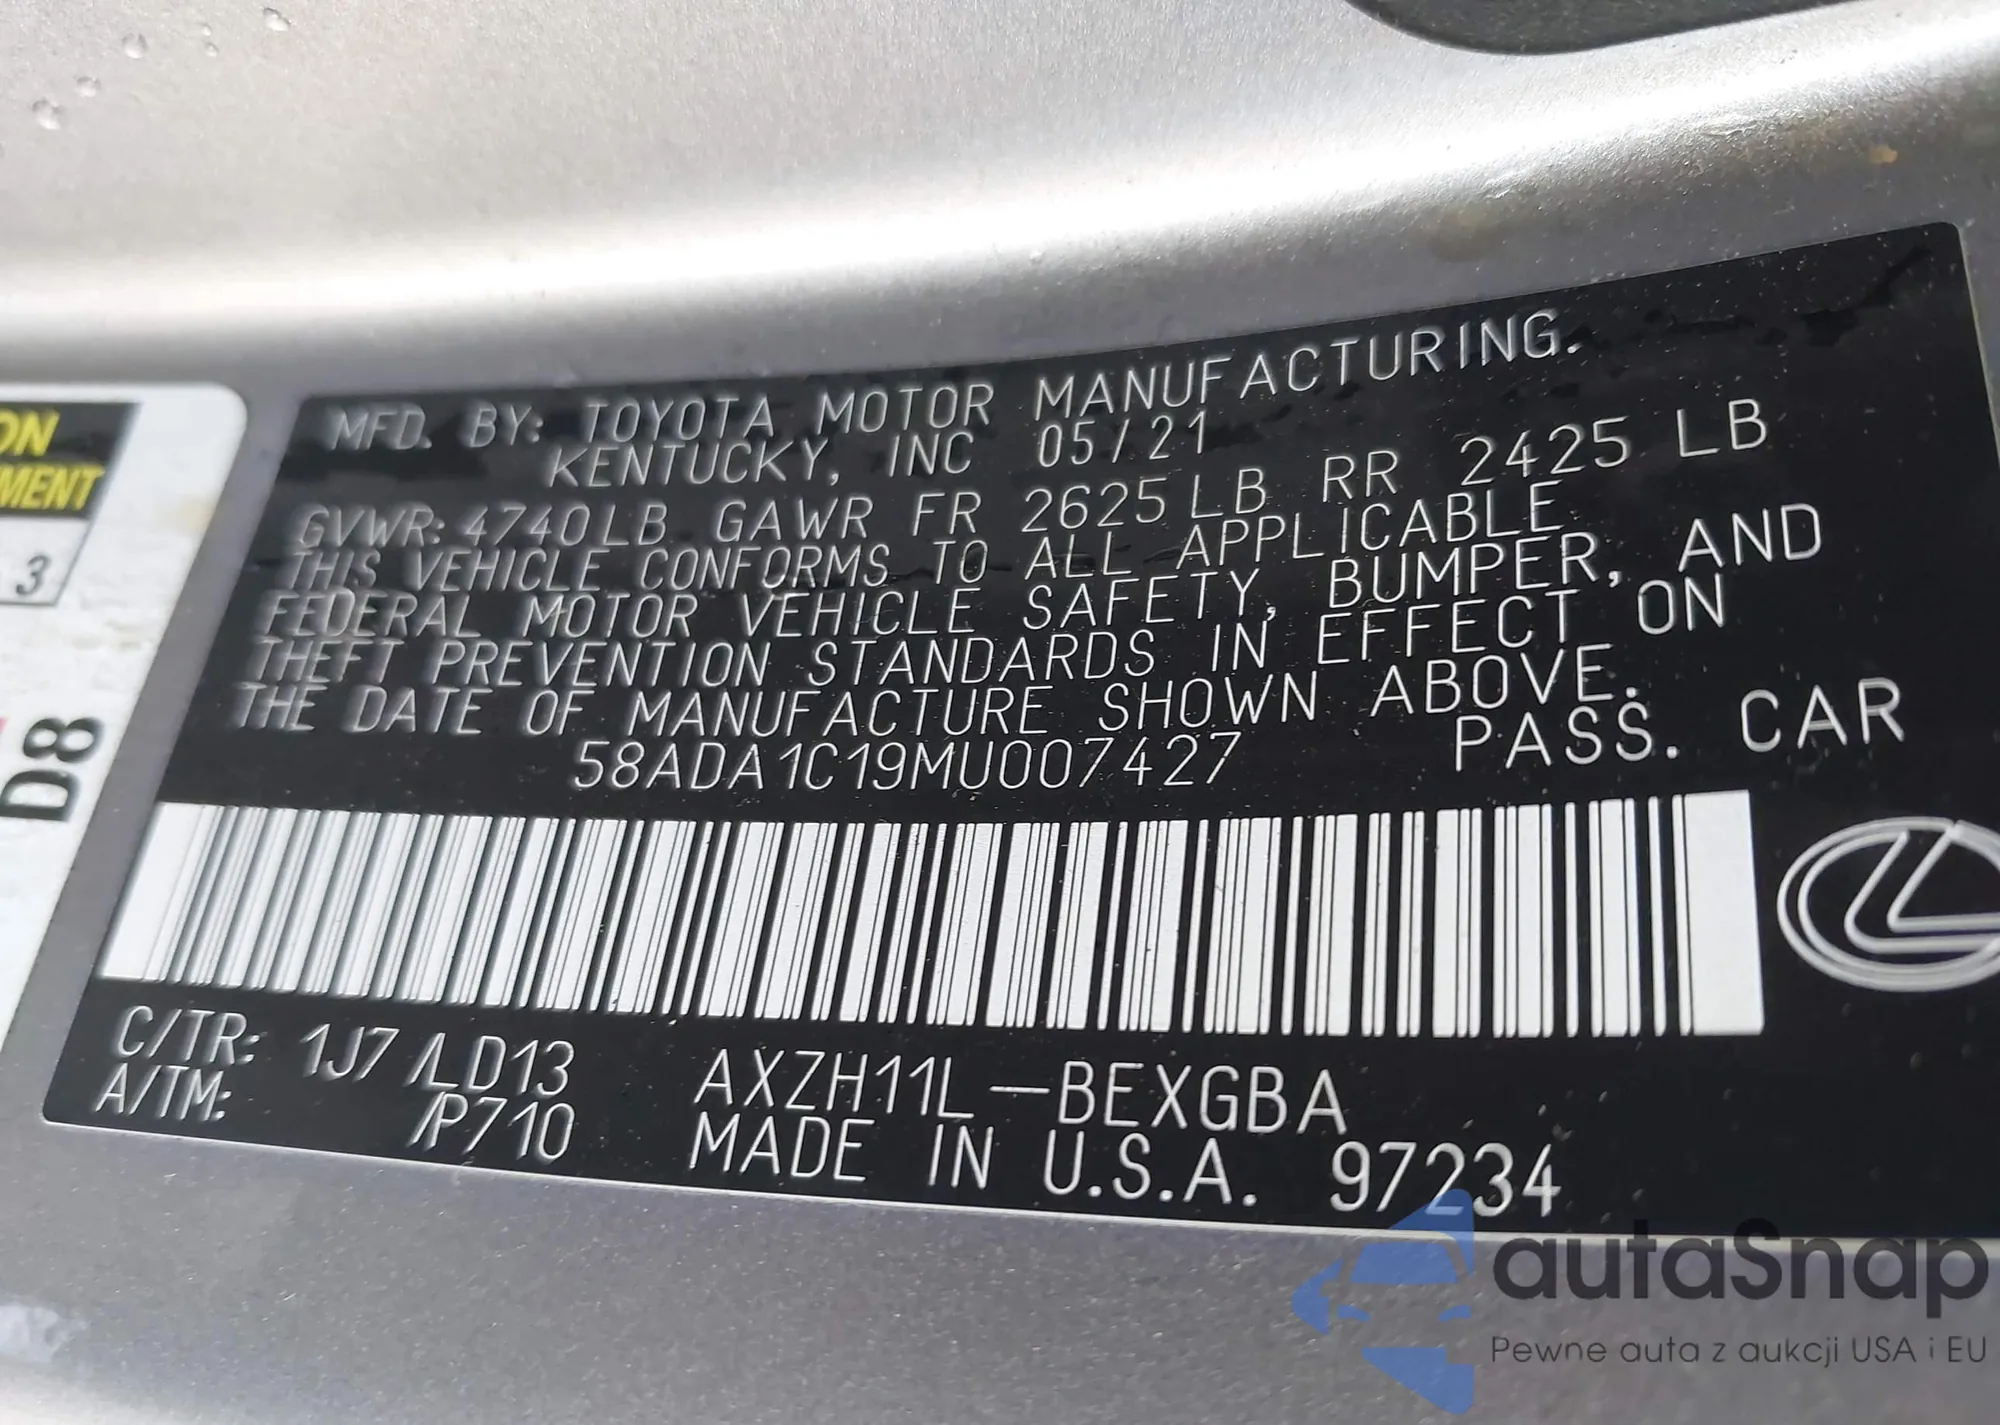 MFD. BY: TOYOTA MOTOR MANUFACTURING.
KENTUCKY, INC 05/21
GVWR: 4740LB GAWR FR 2625LB RR 2425 LB
THIS VEHICLE CONFORMS TO ALL APPLICABLE
FEDERAL MOTOR VEHICLE SAFETY, BUMPER, AND
THEFT PREVENTION STANDARDS IN EFFECT ON
THE DATE OF MANUFACTURE SHOWN ABOVE.
58ADA1C19MU007427 PASS. CAR
C/TR: 1J7 /LD13 AXZH11L-BEXGBA
A/TM: /P710 MADE IN U.S.A. 97234
3
D8
autaSnap
Pewne auta z aukcji USA i EU